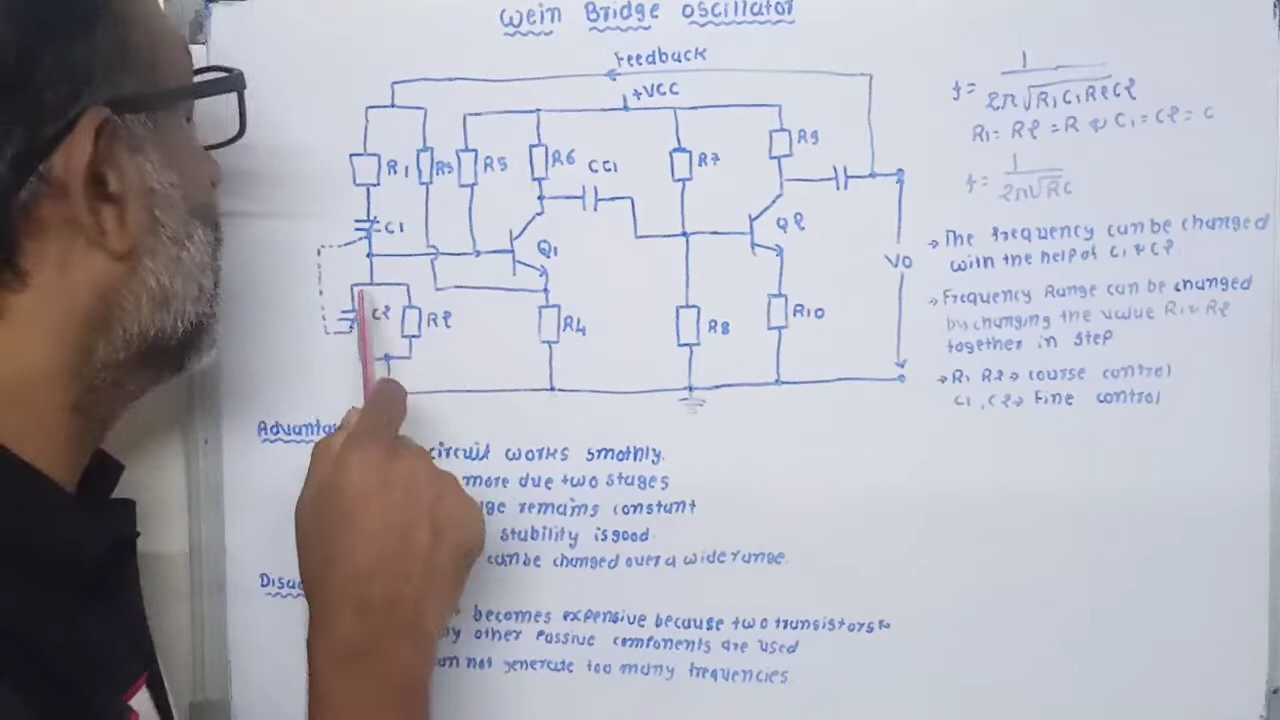 Wein Bridge oscillator
Feedback
+VCC
R1
R3
R5
R6
CC1
R7
R9
C1
Q1
Q2
VO
C2
R2
R4
R8
R10
f= 1
2π√R1C1R2C2
R1= R2 =R & C1=C2=C
f= 1
2π√RC
→ The frequency can be changed
with the help of C1 & C2.
→ Frequency Range can be changed
by changing the value R1 & R2
together in step
→ R1 R2 → course control
C1, C2 → Fine control
Advanta
circuit works smothly.
more due two stages
ge remains constant
stability is good.
can be changed over a wide range.
Disa
becomes expensive because two transistors &
other Passive components are used
not generate too many frequencies.